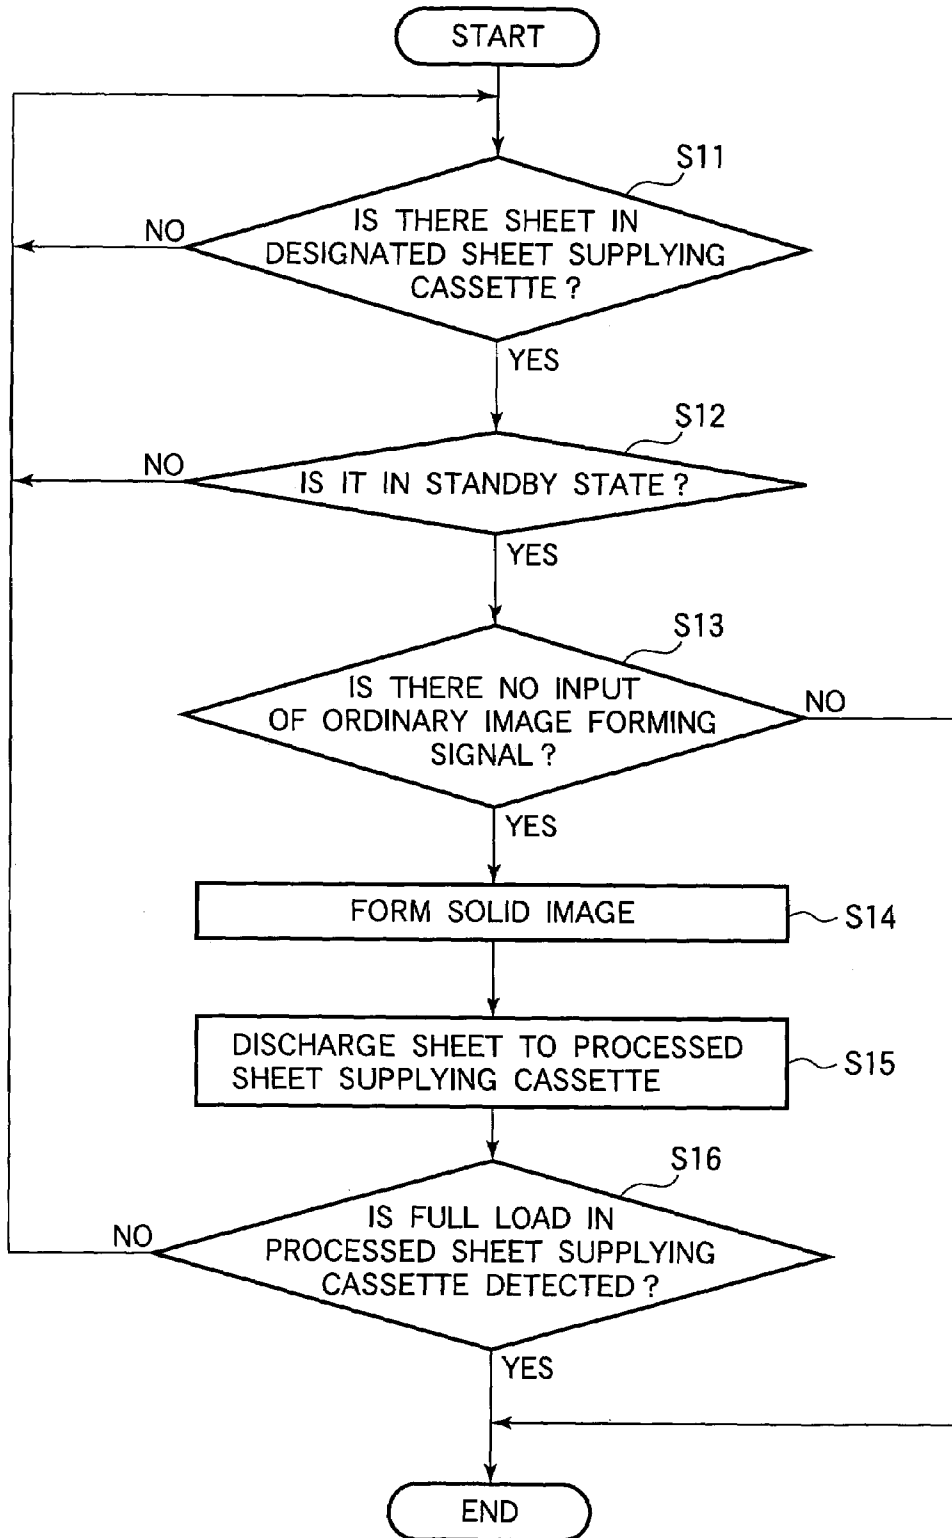 START
S11
IS THERE SHEET IN
DESIGNATED SHEET SUPPLYING
CASSETTE?
NO
YES
S12
IS IT IN STANDBY STATE?
NO
YES
S13
IS THERE NO INPUT
OF ORDINARY IMAGE FORMING
SIGNAL?
NO
YES
FORM SOLID IMAGE
S14
DISCHARGE SHEET TO PROCESSED
SHEET SUPPLYING CASSETTE
S15
S16
IS FULL LOAD IN
PROCESSED SHEET SUPPLYING
CASSETTE DETECTED?
NO
YES
END